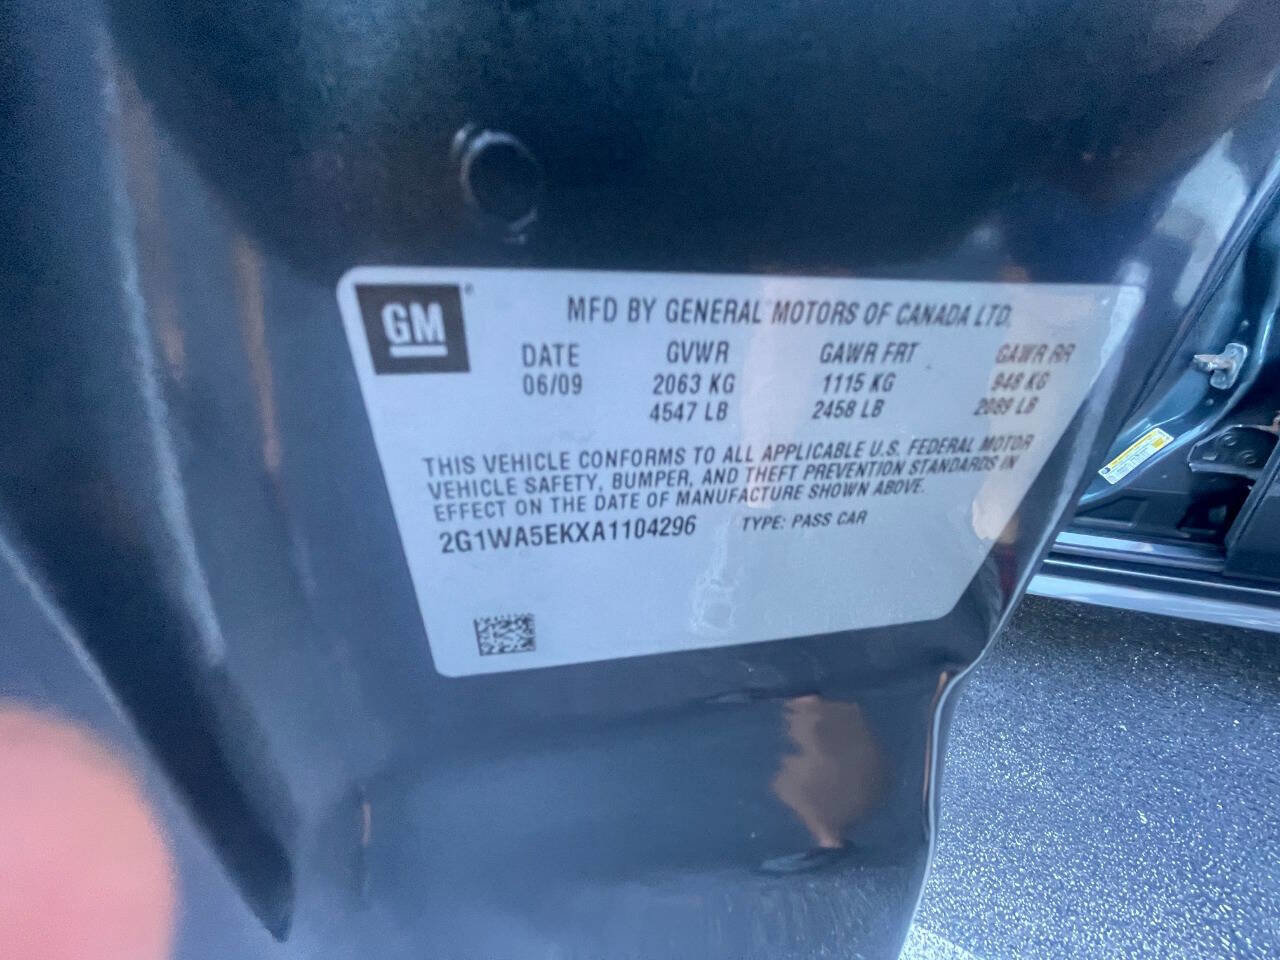 GM ®
MFD BY GENERAL MOTORS OF CANADA LTD.
DATE GVWR GAWR FRT GAWR RR
06/09 2063 KG 1115 KG 948 KG
4547 LB 2458 LB 2089 LB
THIS VEHICLE CONFORMS TO ALL APPLICABLE U.S. FEDERAL MOTOR
VEHICLE SAFETY, BUMPER, AND THEFT PREVENTION STANDARDS IN
EFFECT ON THE DATE OF MANUFACTURE SHOWN ABOVE.
2G1WA5EKXA1104296 TYPE: PASS CAR